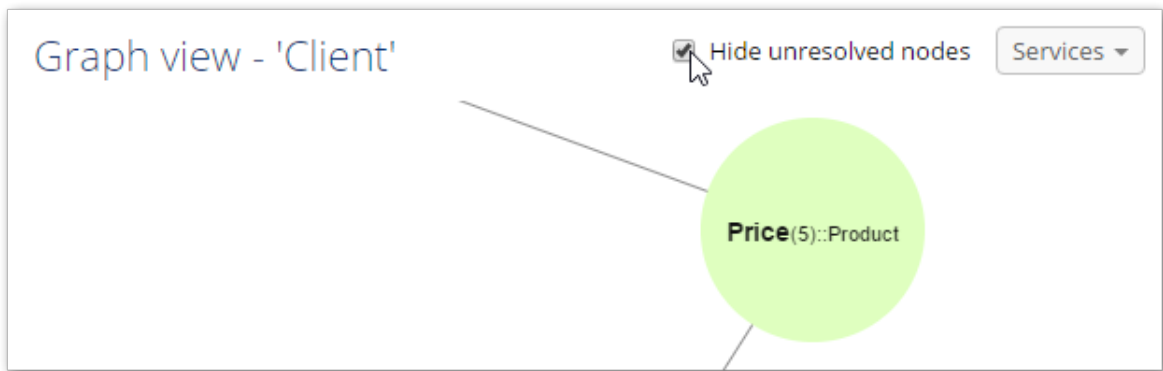 Graph view - 'Client'
Hide unresolved nodes
Services
Price(5)::Product